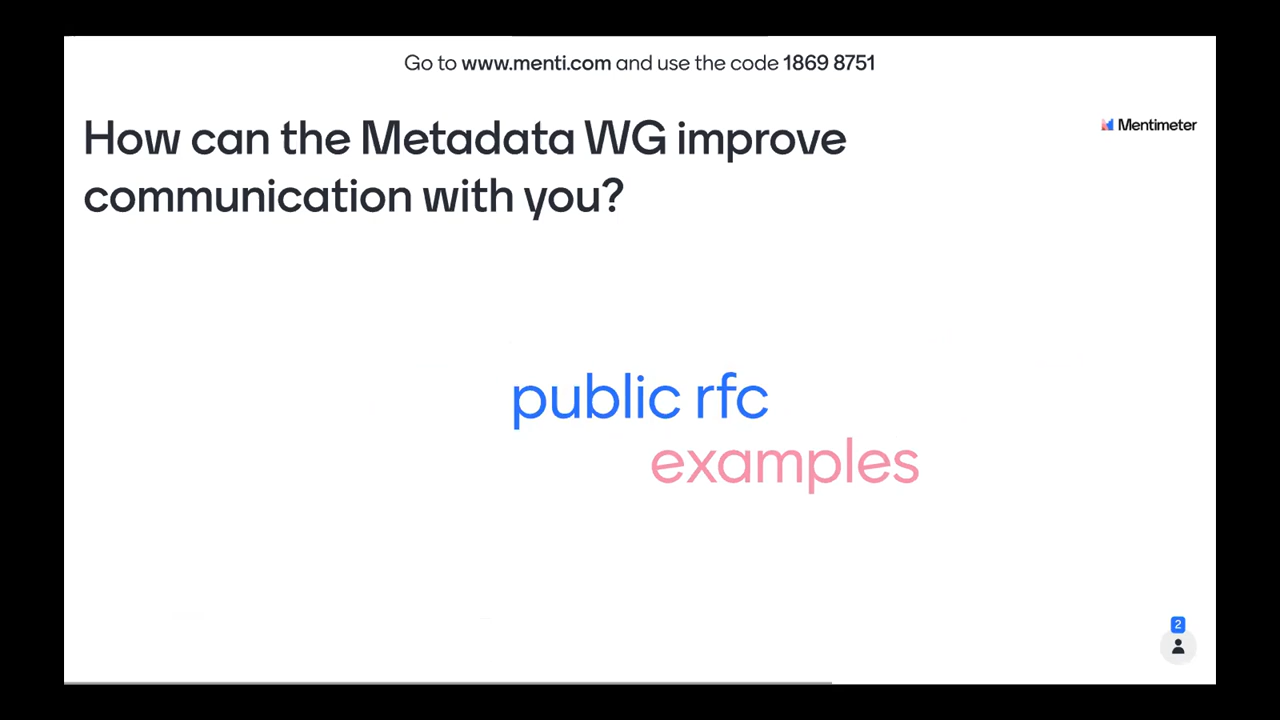 Go to www.menti.com and use the code 1869 8751
How can the Metadata WG improve
communication with you?
Mentimeter
public rfc
examples
2